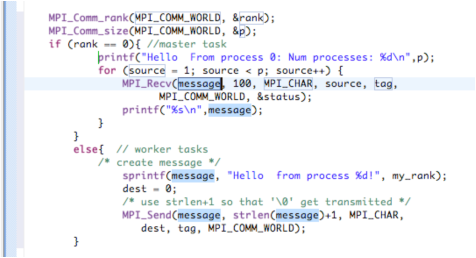 MPI_Comm_rank(MPI_COMM_WORLD, &rank);
MPI_Comm_size(MPI_COMM_WORLD, &p);
if (rank == 0){ //master task
printf("Hello  From process 0: Num processes: %d\n",p);
for (source = 1; source < p; source++) {
MPI_Recv(message, 100, MPI_CHAR, source, tag,
MPI_COMM_WORLD, &status);
printf("%s\n",message);
}
}
else{  // worker tasks
/* create message */
sprintf(message, "Hello  from process %d!", my_rank);
dest = 0;
/* use strlen+1 so that '\0' get transmitted */
MPI_Send(message, strlen(message)+1, MPI_CHAR,
dest, tag, MPI_COMM_WORLD);
}